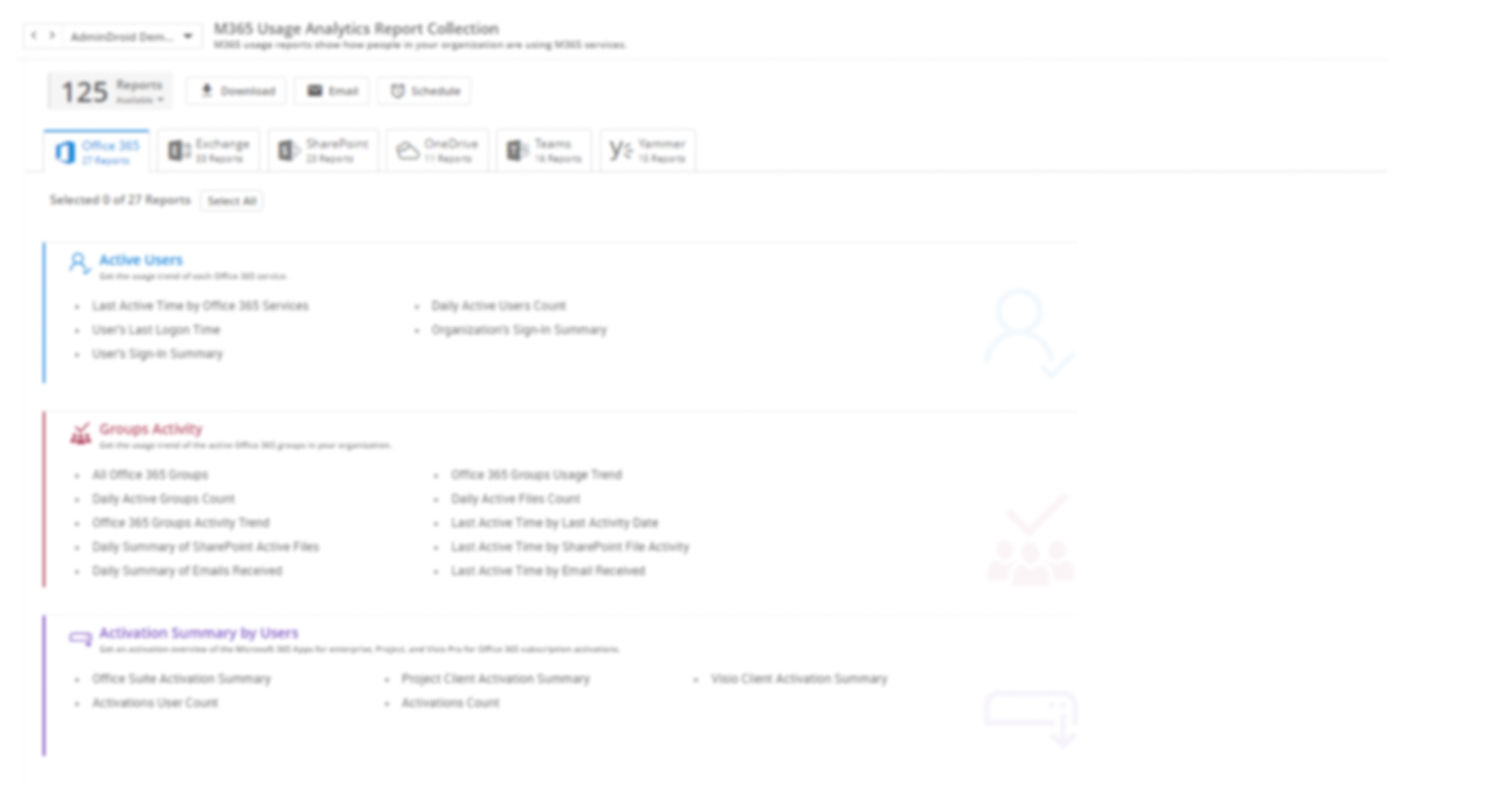 AdminDroid Dem...
M365 Usage Analytics Report Collection
M365 usage reports show how people in your organization are using M365 services.
125 Reports
Available
Download
Email
Schedule
Office 365
27 Reports
Exchange
33 Reports
SharePoint
23 Reports
OneDrive
11 Reports
Teams
16 Reports
Yammer
15 Reports
Selected 0 of 27 Reports
Select All
Active Users
Get the usage trend of each Office 365 service.
Last Active Time by Office 365 Services
Daily Active Users Count
User's Last Logon Time
Organization's Sign-In Summary
User's Sign-In Summary
Groups Activity
Get the usage trend of the active Office 365 groups in your organization.
All Office 365 Groups
Office 365 Groups Usage Trend
Daily Active Groups Count
Daily Active Files Count
Office 365 Groups Activity Trend
Last Active Time by Last Activity Date
Daily Summary of SharePoint Active Files
Last Active Time by SharePoint File Activity
Daily Summary of Emails Received
Last Active Time by Email Received
Activation Summary by Users
Get an activation overview of the Microsoft 365 Apps for enterprise, Project, and Visio Pro for Office 365 subscription activations.
Office Suite Activation Summary
Project Client Activation Summary
Visio Client Activation Summary
Activations User Count
Activations Count